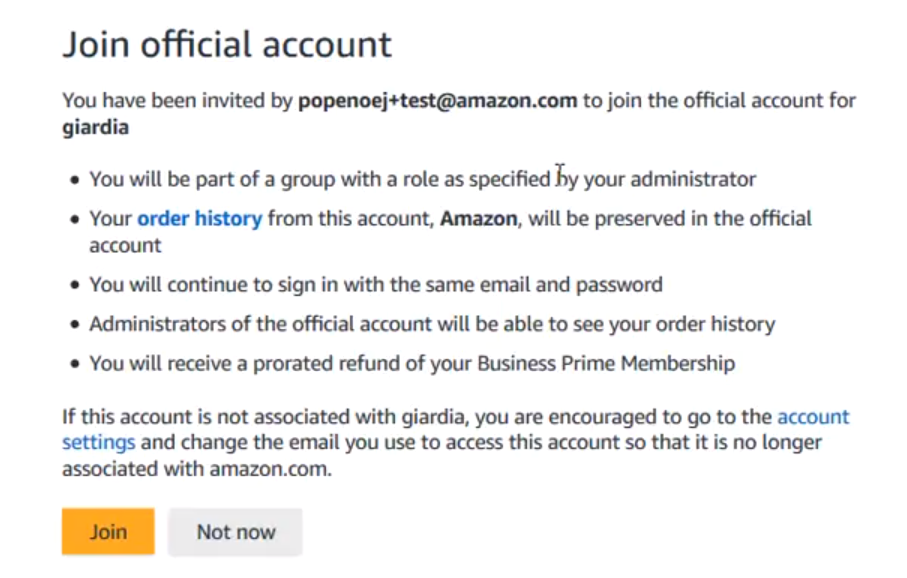 Join official account
You have been invited by popenoej+test@amazon.com to join the official account for
giardia
• You will be part of a group with a role as specified by your administrator
• Your order history from this account, Amazon, will be preserved in the official
account
• You will continue to sign in with the same email and password
• Administrators of the official account will be able to see your order history
• You will receive a prorated refund of your Business Prime Membership
If this account is not associated with giardia, you are encouraged to go to the account
settings and change the email you use to access this account so that it is no longer
associated with amazon.com.
Join
Not now